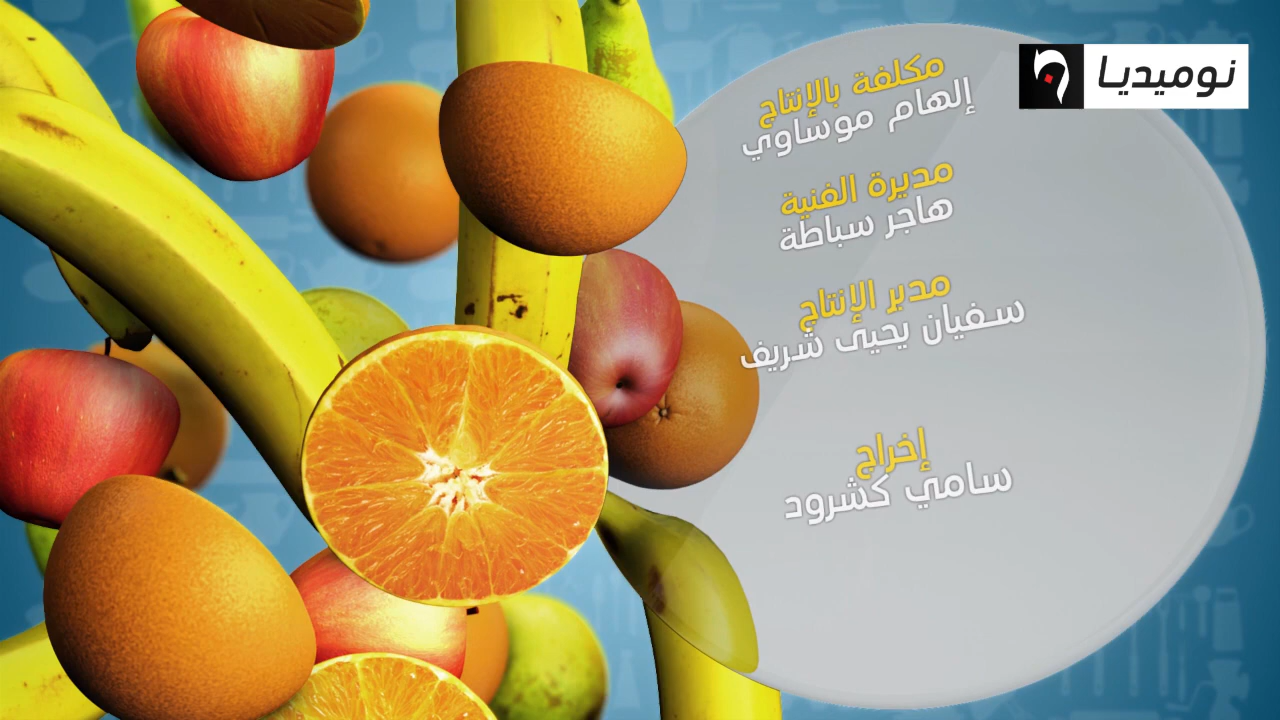 نوميديا
مكلفة بالإنتاج
إلهام موساوي
مديرة الفنية
هاجر سباطة
مدير الإنتاج
سفيان يحيى شريف
إخراج
سامي كشرود